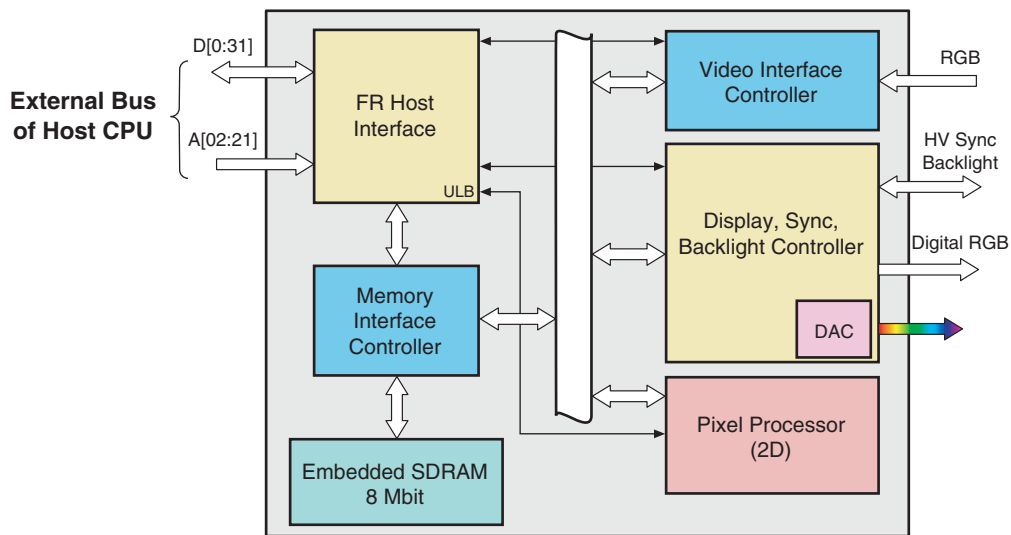 D[0:31]
External Bus
of Host CPU
A[02:21]
FR Host
Interface
ULB
Memory
Interface
Controller
Embedded SDRAM
8 Mbit
Video Interface
Controller
RGB
Display, Sync,
Backlight Controller
HV Sync
Backlight
Digital RGB
DAC
Pixel Processor
(2D)